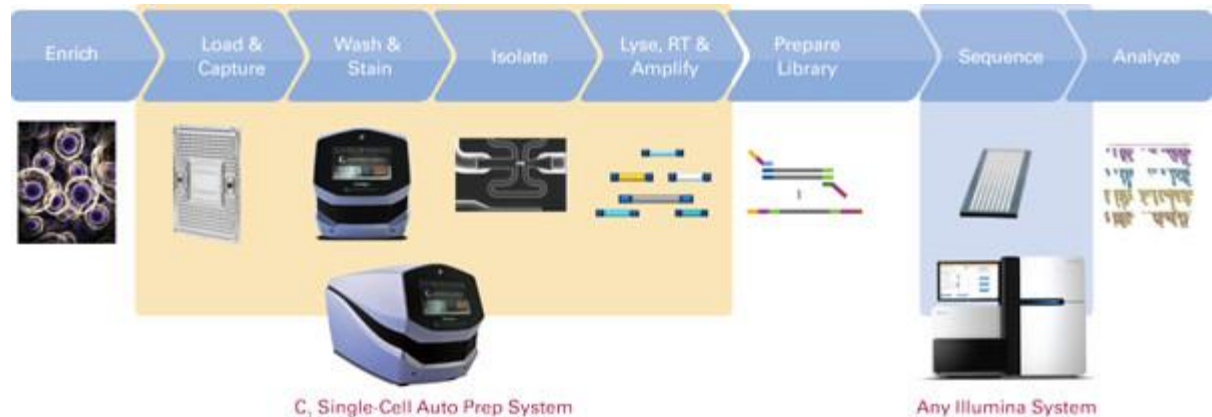 Enrich
Load &
Capture
Wash &
Stain
Isolate
Lyse, RT &
Amplify
Prepare
Library
Sequence
Analyze
C₁ Single-Cell Auto Prep System
Any Illumina System